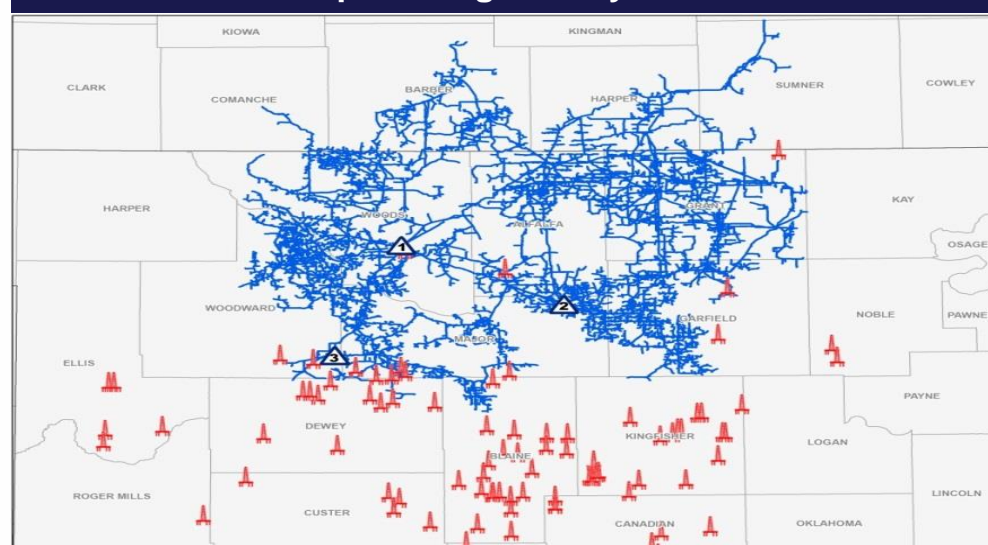 KIOWA
KINGMAN
CLARK
COMANCHE
BARBER
HARPER
SUMNER
COWLEY
HARPER
WOODS
ALFALFA
GRANT
KAY
OSAGE
1
WOODWARD
2
GARFIELD
NOBLE
PAWNE
ELLIS
3
MAJOR
PAYNE
DEWEY
KINGFISHER
LOGAN
BLAINE
ROGER MILLS
CUSTER
CANADIAN
OKLAHOMA
LINCOLN